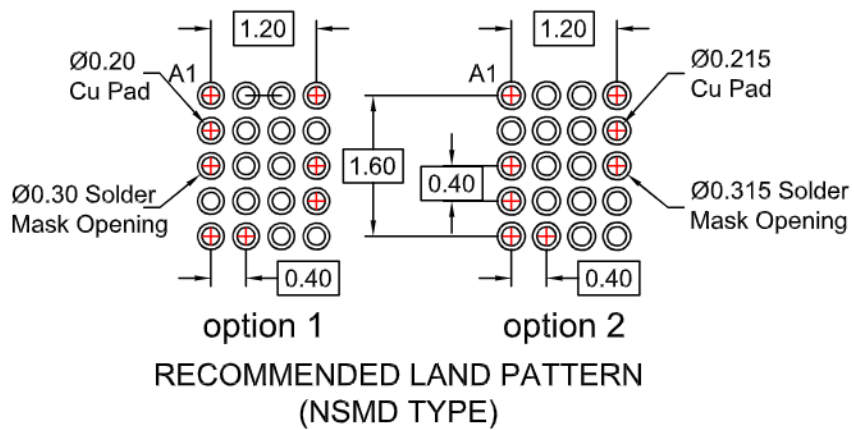 1.20
1.20
Ø0.20
Cu Pad
A1
A1
Ø0.215
Cu Pad
1.60
0.40
Ø0.30 Solder
Mask Opening
Ø0.315 Solder
Mask Opening
0.40
0.40
option 1
option 2
RECOMMENDED LAND PATTERN
(NSMD TYPE)